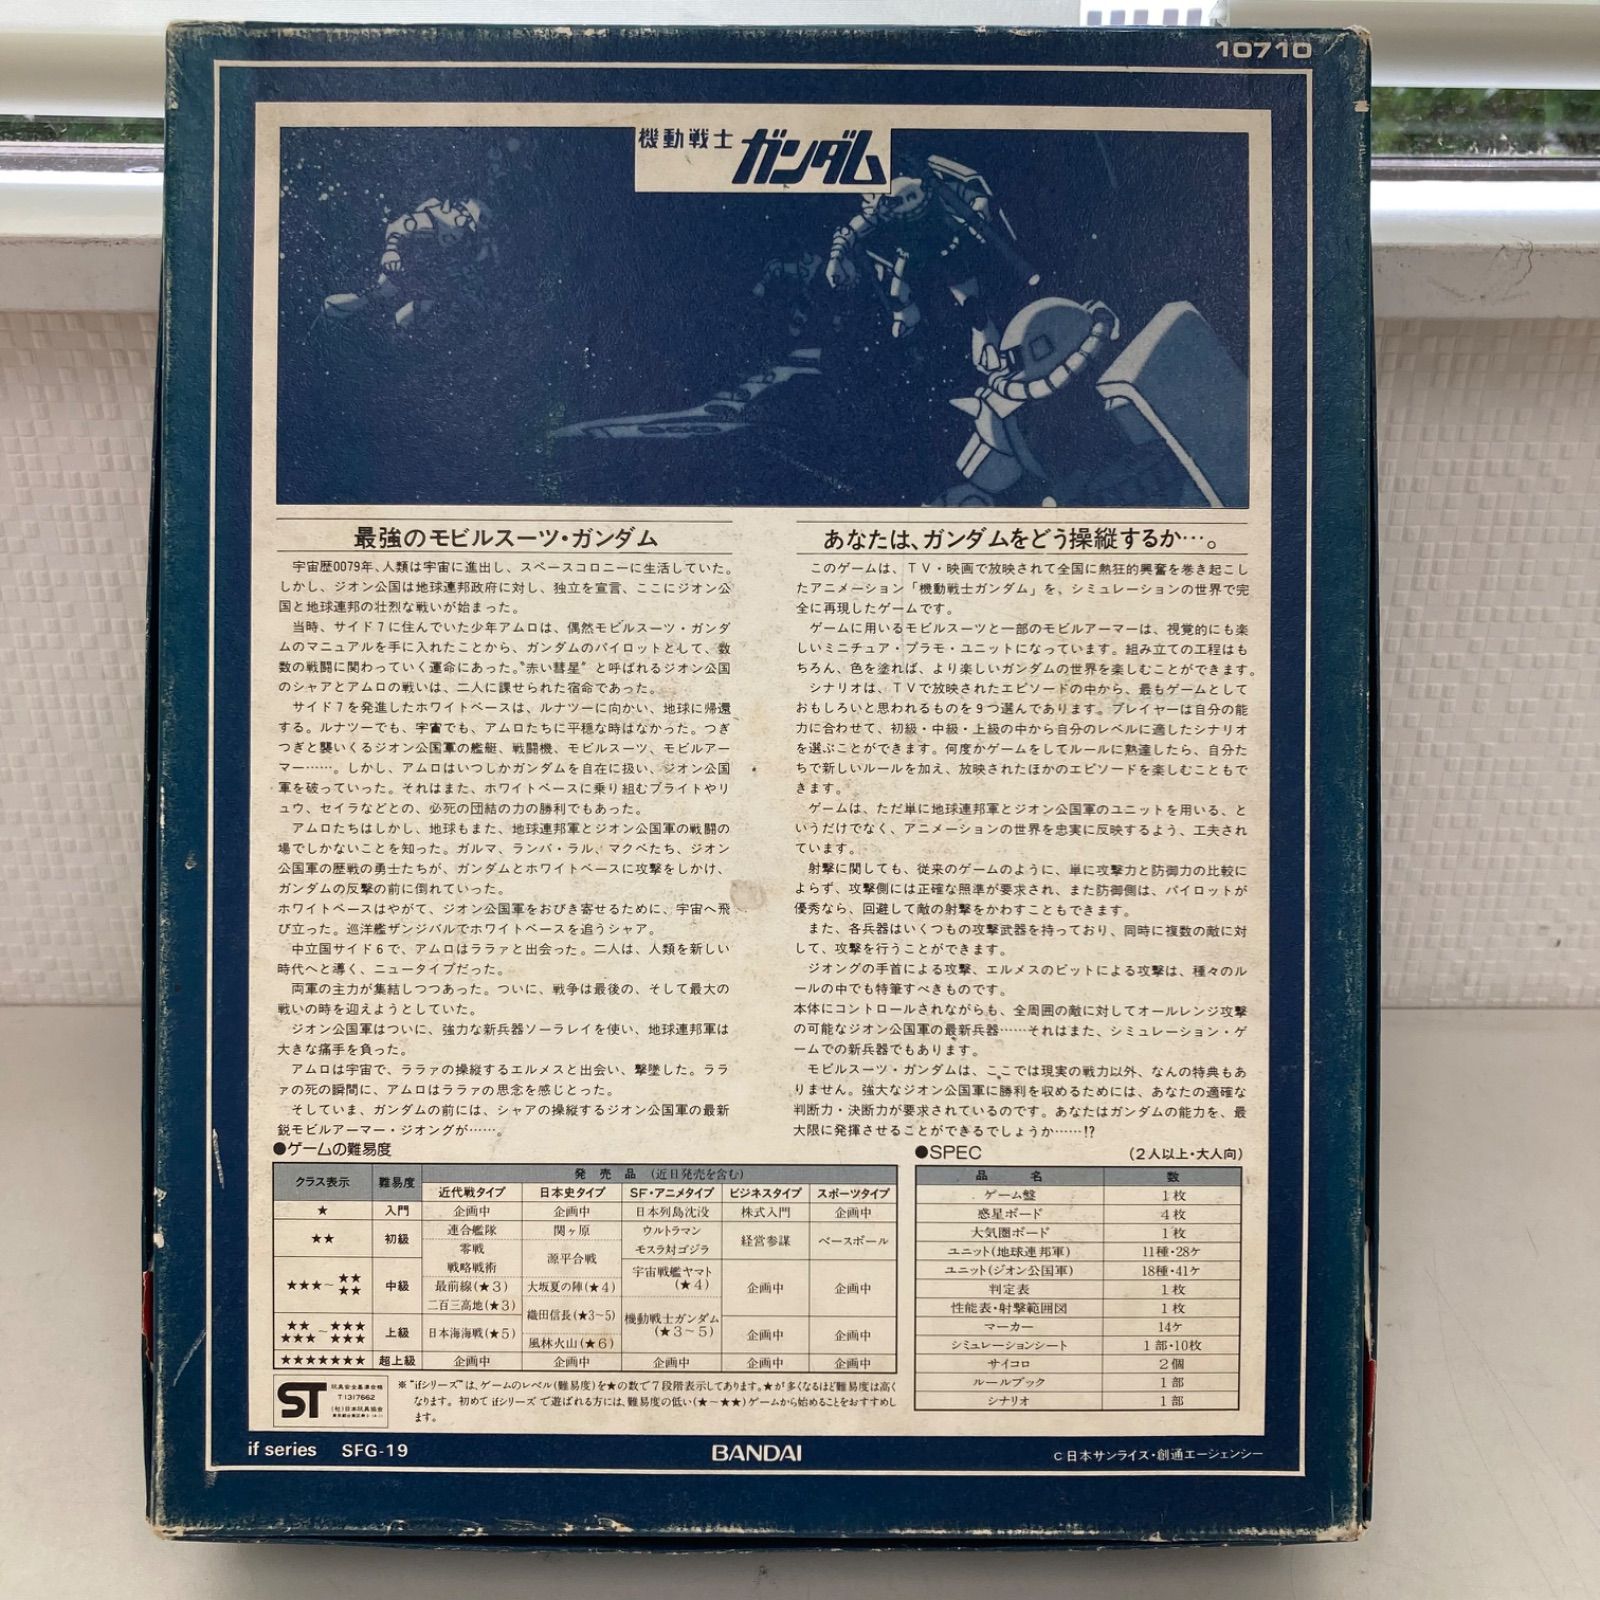 10710
機動戦士
ガンダム
最強のモビルスーツ・ガンダム
宇宙歴0079年、人類は宇宙に進出し、スペースコロニーに生活していた。
しかし、ジオン公国は地球連邦政府に対し、独立を宣言、ここにジオン公
国と地球連邦の壮烈な戦いが始まった。
当時、サイド7に住んでいた少年アムロは、偶然モビルスーツ・ガンダ
ムのマニュアルを手に入れたことから、ガンダムのパイロットとして、数
数の戦闘に関わっていく運命にあった。"赤い彗星"と呼ばれるジオン公国
のシャアとアムロの戦いは、二人に課せられた宿命であった。
サイド7を発進したホワイトベースは、ルナツーに向かい、地球に帰還
する。ルナツーでも、宇宙でも、アムロたちに平穏な時はなかった。つぎ
つぎと襲いくるジオン公国軍の艦艇、戦闘機、モビルスーツ、モビルアー
マー……。しかし、アムロはいつしかガンダムを自在に扱い、ジオン公国
軍を破っていった。それはまた、ホワイトベースに乗り組むブライトやリ
ュウ、セイラなどとの、必死の団結の力の勝利でもあった。
アムロたちはしかし、地球もまた、地球連邦軍とジオン公国軍の戦闘の
場でしかないことを知った。ガルマ、ランバ・ラル、マクベたち、ジオン
公国軍の歴戦の勇士たちが、ガンダムとホワイトベースに攻撃をしかけ、
ガンダムの反撃の前に倒れていった。
ホワイトベースはやがて、ジオン公国軍をおびき寄せるために、宇宙へ飛
び立った。巡洋艦ザンジバルでホワイトベースを追うシャア。
中立国サイド6で、アムロはララァと出会った。二人は、人類を新しい
時代へと導く、ニュータイプだった。
両軍の主力が集結しつつあった。ついに、戦争は最後の、そして最大の
戦いの時を迎えようとしていた。
ジオン公国軍はついに、強力な新兵器ソーラレイを使い、地球連邦軍は
大きな痛手を負った。
アムロは宇宙で、ララァの操縦するエルメスと出会い、撃墜した。ララ
ァの死の瞬間に、アムロはララァの思念を感じとった。
そしていま、ガンダムの前には、シャアの操縦するジオン公国軍の最新
鋭モビルアーマー・ジオングが……。
あなたは、ガンダムをどう操縦するか…。
このゲームは、TV・映画で放映されて全国に熱狂的興奮を巻き起こし
たアニメーション「機動戦士ガンダム」を、シミュレーションの世界で完
全に再現したゲームです。
ゲームに用いるモビルスーツと一部のモビルアーマーは、視覚的にも楽
しいミニチュア・プラモ・ユニットになっています。組み立ての工程はも
ちろん、色を塗れば、より楽しいガンダムの世界を楽しむことができます。
シナリオは、TVで放映されたエピソードの中から、最もゲームとして
おもしろいと思われるものを9つ選んであります。プレイヤーは自分の能
力に合わせて、初級・中級・上級の中から自分のレベルに適したシナリオ
を選ぶことができます。何度かゲームをしてルールに熟達したら、自分た
ちで新しいルールを加え、放映されたほかのエピソードを楽しむこともで
きます。
ゲームは、ただ単に地球連邦軍とジオン公国軍のユニットを用いる、と
いうだけでなく、アニメーションの世界を忠実に反映するよう、工夫され
ています。
射撃に関しても、従来のゲームのように、単に攻撃力と防御力の比較に
よらず、攻撃側には正確な照準が要求され、また防御側は、パイロットが
優秀なら、回避して敵の射撃をかわすこともできます。
また、各兵器はいくつもの攻撃武器を持っており、同時に複数の敵に対
して、攻撃を行うことができます。
ジオングの手首による攻撃、エルメスのビットによる攻撃は、種々のル
ールの中でも特筆すべきものです。
本体にコントロールされながらも、全周囲の敵に対してオールレンジ攻撃
の可能なジオン公国軍の最新兵器……それはまた、シミュレーション・ゲ
ームでの新兵器でもあります。
モビルスーツ・ガンダムは、ここでは現実の戦力以外、なんの特典もあ
りません。強大なジオン公国軍に勝利を収めるためには、あなたの適確な
判断力・決断力が要求されているのです。あなたはガンダムの能力を、最
大限に発揮させることができるでしょうか……!?
●ゲームの難易度
クラス表示 難易度 発売品(近日発売を含む)
近代戦タイプ 日本史タイプ SF・アニメタイプ ビジネスタイプ スポーツタイプ
★ 入門 企画中 企画中 日本列島沈没 株式入門 企画中
★★ 初級 連合艦隊 関ヶ原 ウルトラマン 経営参謀 ベースボール
零戦 源平合戦 モスラ対ゴジラ
戦略戦術 宇宙戦艦ヤマト(★4)
★★★~★★★★ 中級 最前線(★3) 大坂夏の陣(★4) 企画中 企画中
二百三高地(★3) 織田信長(★3~5) 機動戦士ガンダム(★3~5)
★★★★★~★★★★★★ 上級 日本海海戦(★5) 風林火山(★6) 企画中 企画中
★★★★★★★ 超上級 企画中 企画中 企画中 企画中 企画中
ST
玩具安全基準合格
T1317662
(社)日本玩具協会
※"ifシリーズ"は、ゲームのレベル(難易度)を★の数で7段階表示してあります。★が多くなるほど難易度は高く
なります。初めてifシリーズで遊ばれる方には、難易度の低い(★~★★)ゲームから始めることをおすすめし
ます。
●SPEC (2人以上・大人向)
品名 数
ゲーム盤 1枚
惑星ボード 4枚
大気圏ボード 1枚
ユニット(地球連邦軍) 11種・28ケ
ユニット(ジオン公国軍) 18種・41ケ
判定表 1枚
性能表・射撃範囲図 1枚
マーカー 14ケ
シミュレーションシート 1部・10枚
サイコロ 2個
ルールブック 1部
シナリオ 1部
if series SFG-19
BANDAI
C日本サンライズ・創通エージェンシー